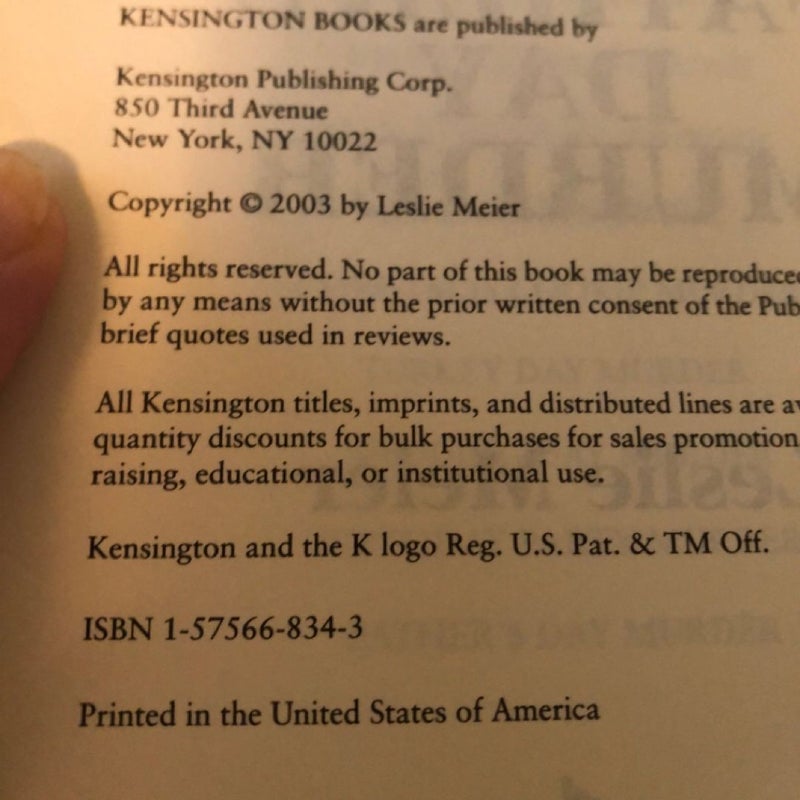 KENSINGTON BOOKS are published by
Kensington Publishing Corp.
850 Third Avenue
New York, NY 10022
Copyright © 2003 by Leslie Meier
All rights reserved. No part of this book may be reproduced
by any means without the prior written consent of the Pub
brief quotes used in reviews.
All Kensington titles, imprints, and distributed lines are av
quantity discounts for bulk purchases for sales promotion
raising, educational, or institutional use.
Kensington and the K logo Reg. U.S. Pat. & TM Off.
ISBN 1-57566-834-3
Printed in the United States of America